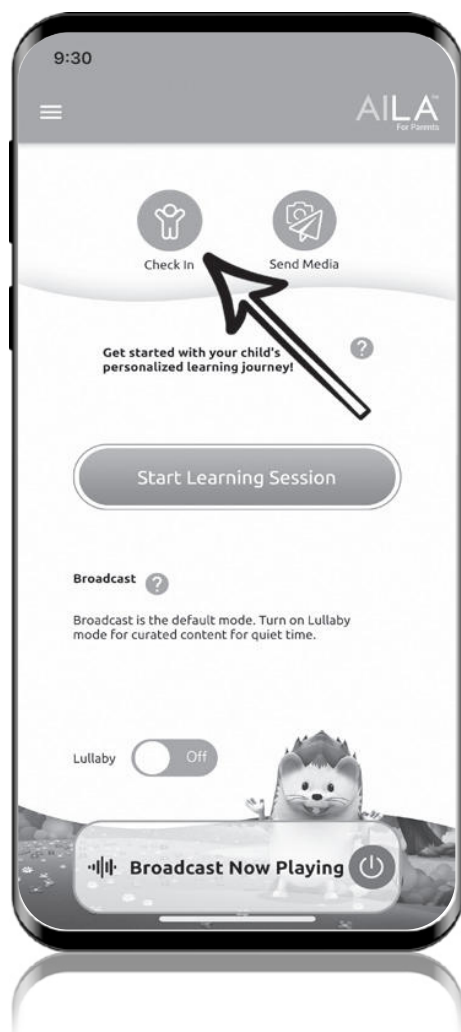 9:30
AILA™
For Parents
Check In
Send Media
Get started with your child's
personalized learning journey!
?
Start Learning Session
Broadcast ?
Broadcast is the default mode. Turn on Lullaby
mode for curated content for quiet time.
Lullaby Off
Broadcast Now Playing